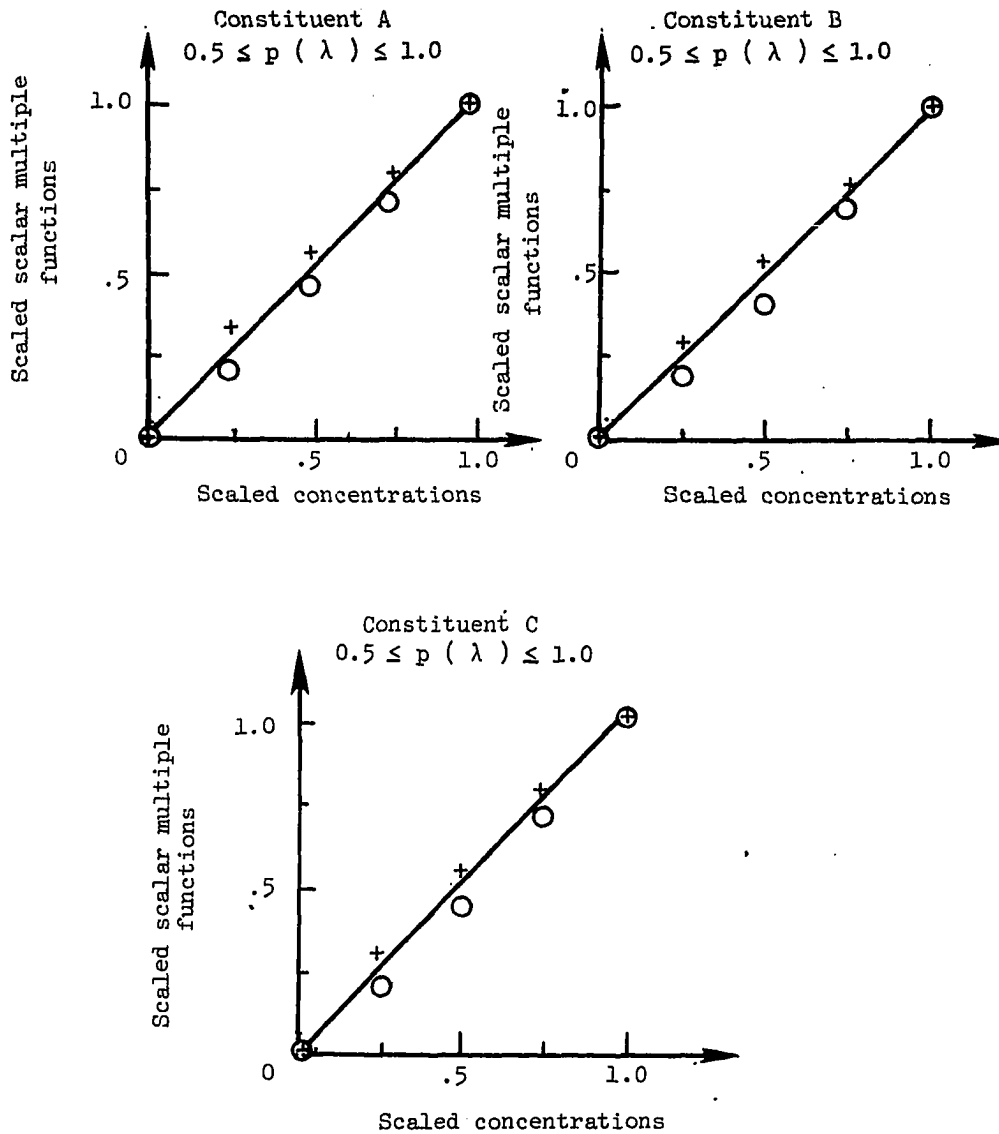 Constituent A
0.5 ≤ p ( λ ) ≤ 1.0
Scaled scalar multiple
functions
1.0
.5
0
.5
1.0
Scaled concentrations
Constituent B
0.5 ≤ p ( λ ) ≤ 1.0
Scaled scalar multiple
functions
1.0
.5
0
.5
1.0
Scaled concentrations
Constituent C
0.5 ≤ p ( λ ) ≤ 1.0
Scaled scalar multiple
functions
1.0
.5
0
.5
1.0
Scaled concentrations